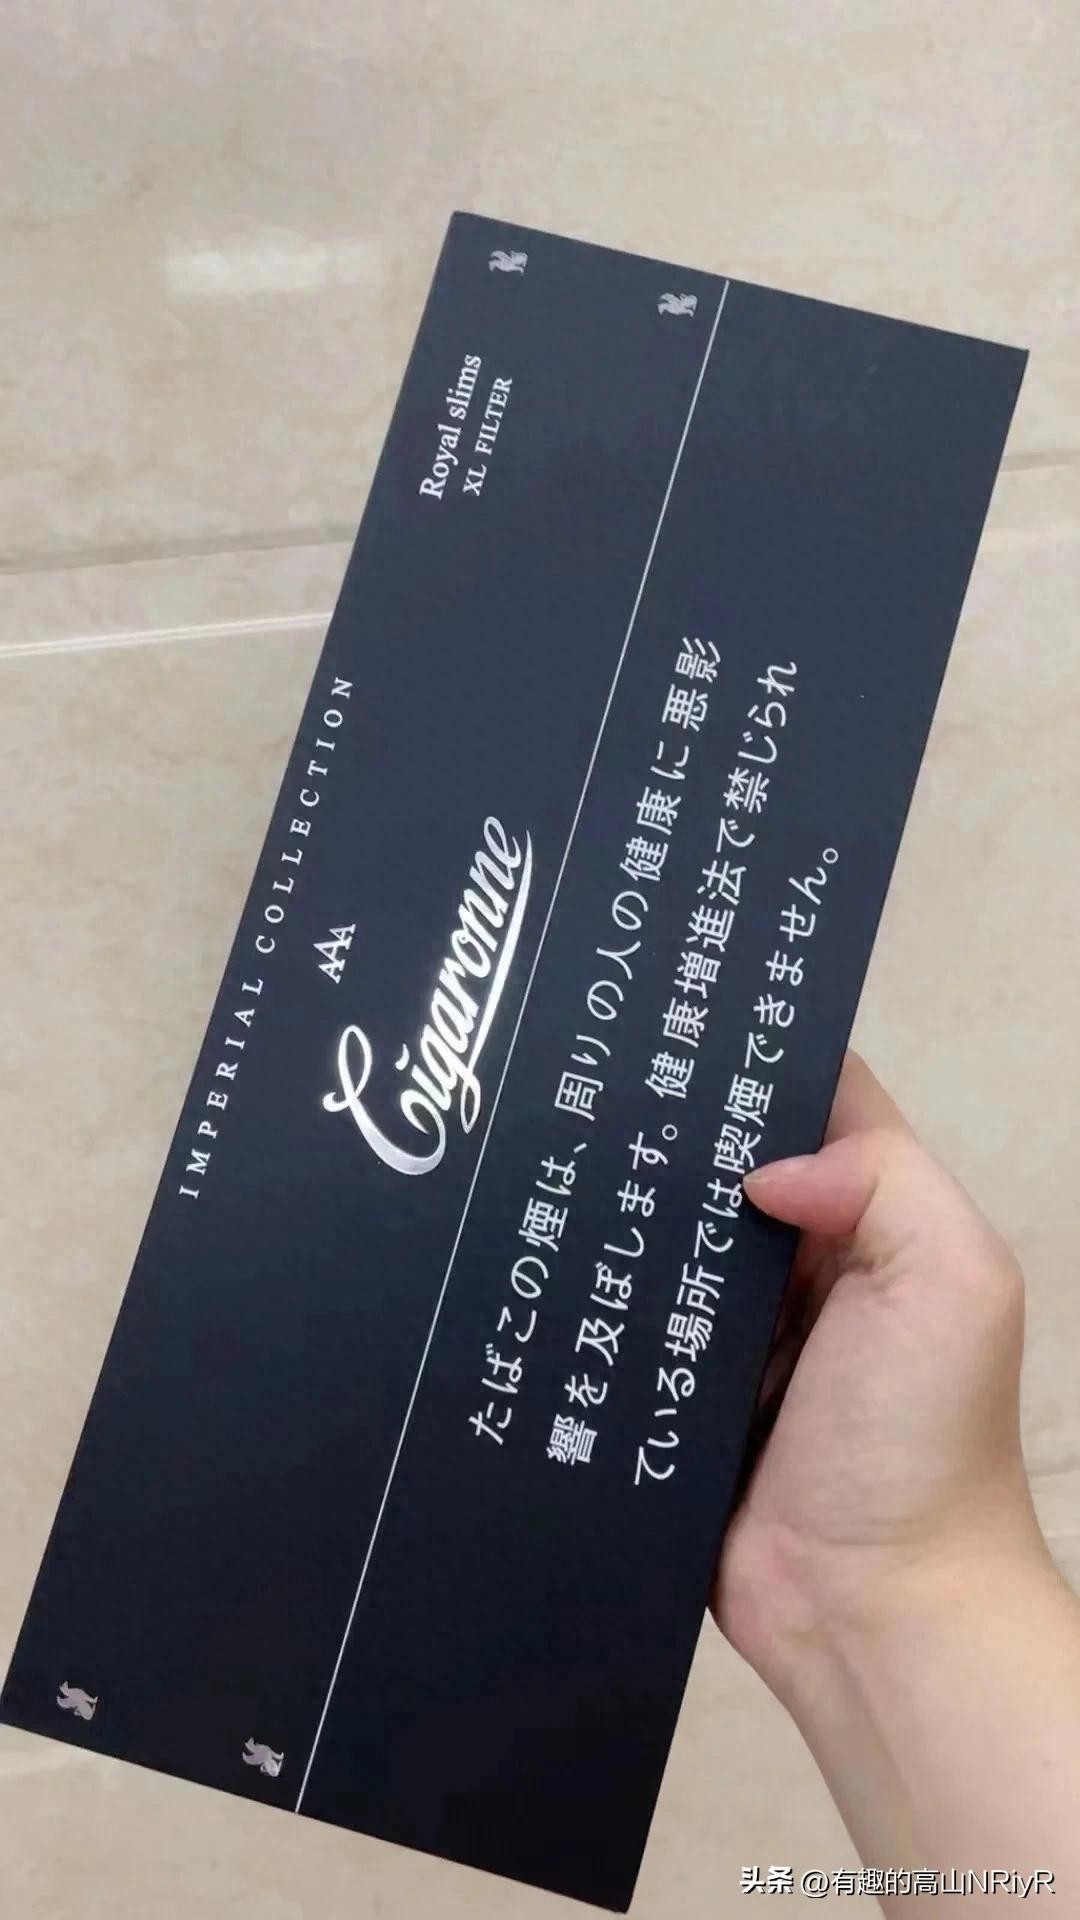 IMPERIAL COLLECTION
AAA
Cigaronne
Royal slims
XL FILTER
たばこの煙は、周りの人の健康に悪影
響を及ぼします。健康増進法で禁じられ
ている場所では喫煙できません。
头条 @有趣的高山NRiyR